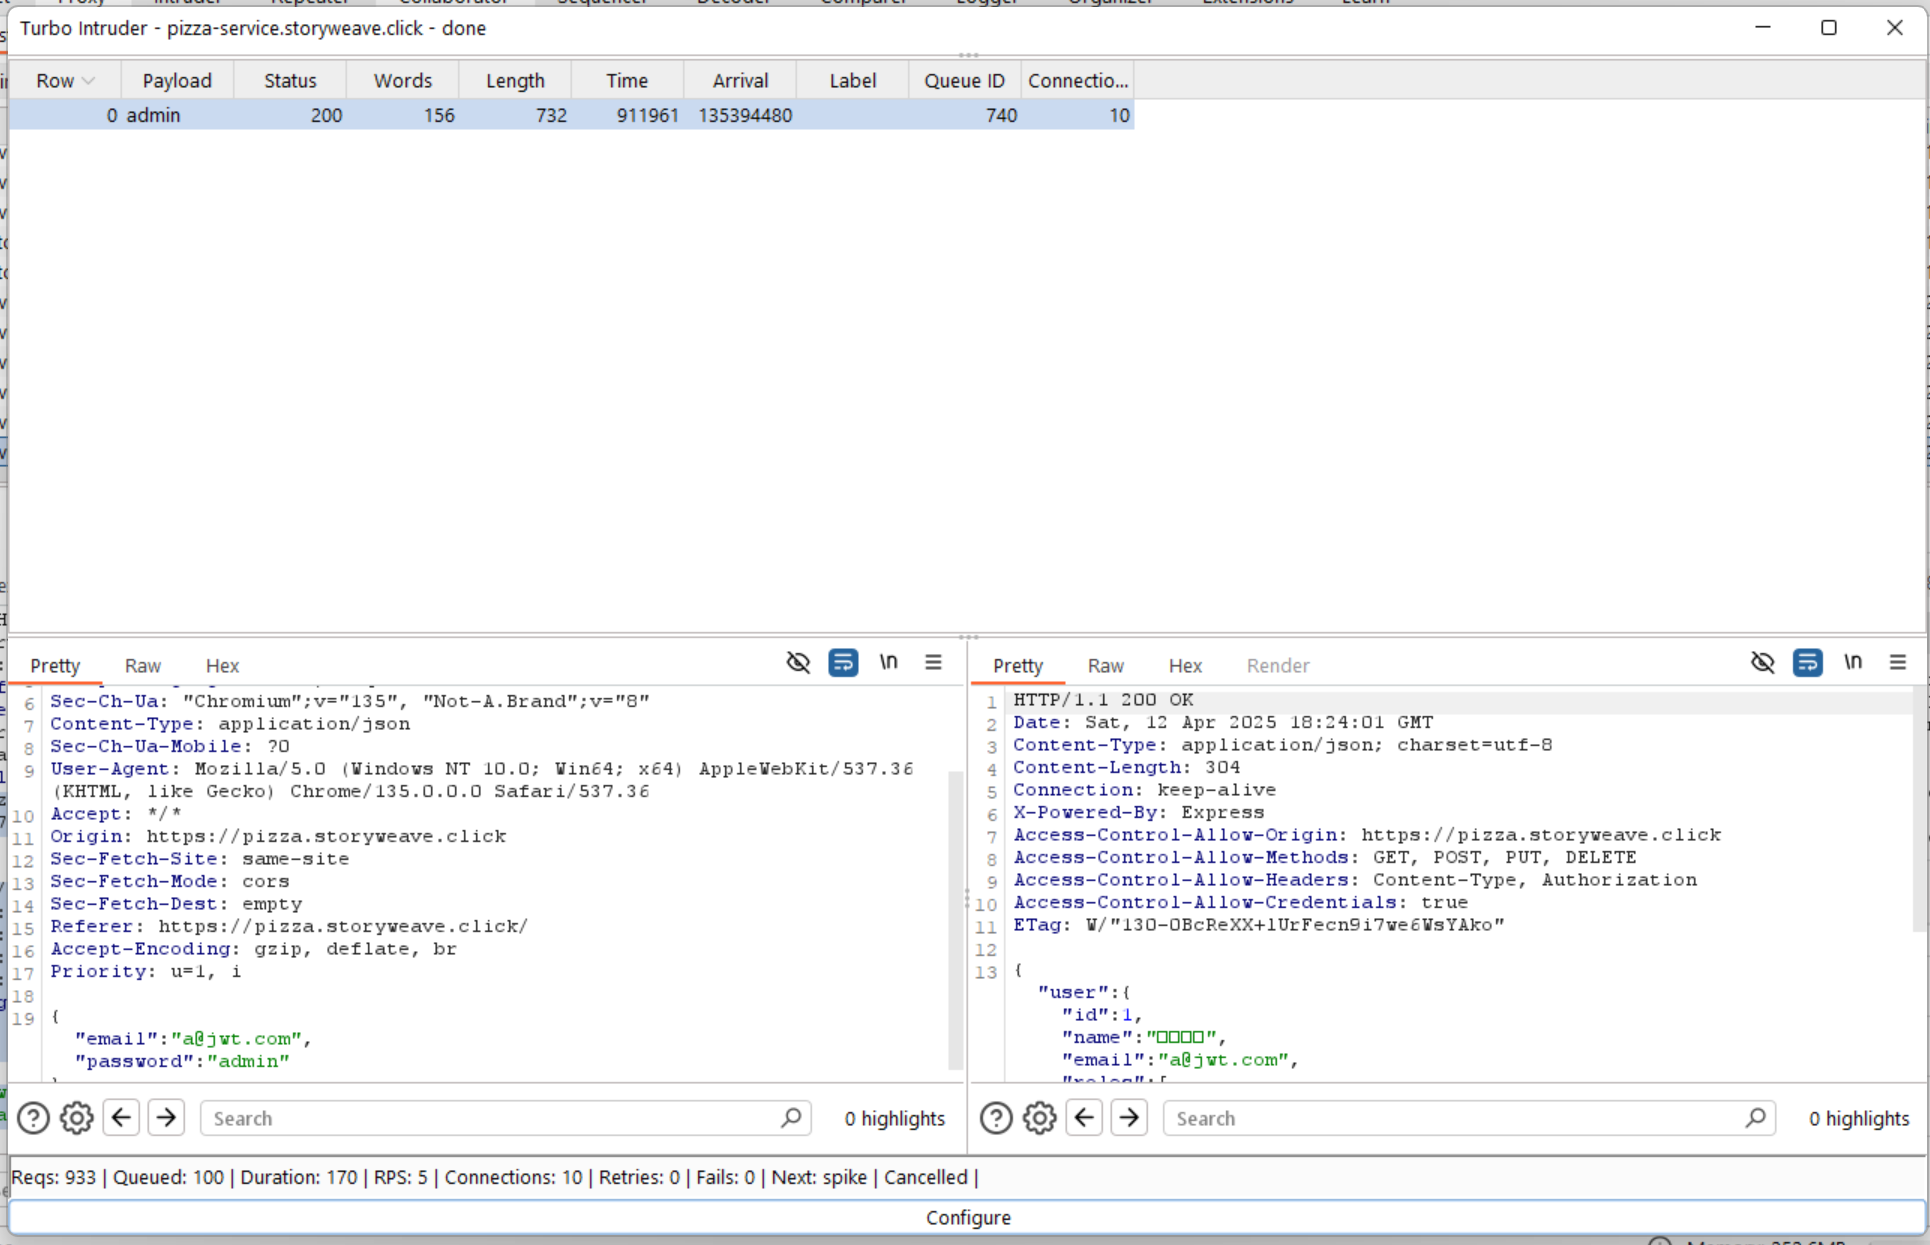 Turbo Intruder - pizza-service.storyweave.click - done
Row Payload Status Words Length Time Arrival Label Queue ID Connectio...
0 admin 200 156 732 911961 135394480 740 10
Pretty Raw Hex \n
6 Sec-Ch-Ua: "Chromium";v="135", "Not-A.Brand";v="8"
7 Content-Type: application/json
8 Sec-Ch-Ua-Mobile: ?0
9 User-Agent: Mozilla/5.0 (Windows NT 10.0; Win64; x64) AppleWebKit/537.36
(KHTML, like Gecko) Chrome/135.0.0.0 Safari/537.36
10 Accept: */*
11 Origin: https://pizza.storyweave.click
12 Sec-Fetch-Site: same-site
13 Sec-Fetch-Mode: cors
14 Sec-Fetch-Dest: empty
15 Referer: https://pizza.storyweave.click/
16 Accept-Encoding: gzip, deflate, br
17 Priority: u=1, i
18
19 {
"email":"a@jwt.com",
"password":"admin"
Search 0 highlights
Pretty Raw Hex Render \n
1 HTTP/1.1 200 OK
2 Date: Sat, 12 Apr 2025 18:24:01 GMT
3 Content-Type: application/json; charset=utf-8
4 Content-Length: 304
5 Connection: keep-alive
6 X-Powered-By: Express
7 Access-Control-Allow-Origin: https://pizza.storyweave.click
8 Access-Control-Allow-Methods: GET, POST, PUT, DELETE
9 Access-Control-Allow-Headers: Content-Type, Authorization
10 Access-Control-Allow-Credentials: true
11 ETag: W/"130-OBcReXX+lUrFecn9i7we6WsYAko"
12
13 {
"user":{
"id":1,
"name":"□□□□",
"email":"a@jwt.com",
"roles":[
Search 0 highlights
Reqs: 933 | Queued: 100 | Duration: 170 | RPS: 5 | Connections: 10 | Retries: 0 | Fails: 0 | Next: spike | Cancelled |
Configure